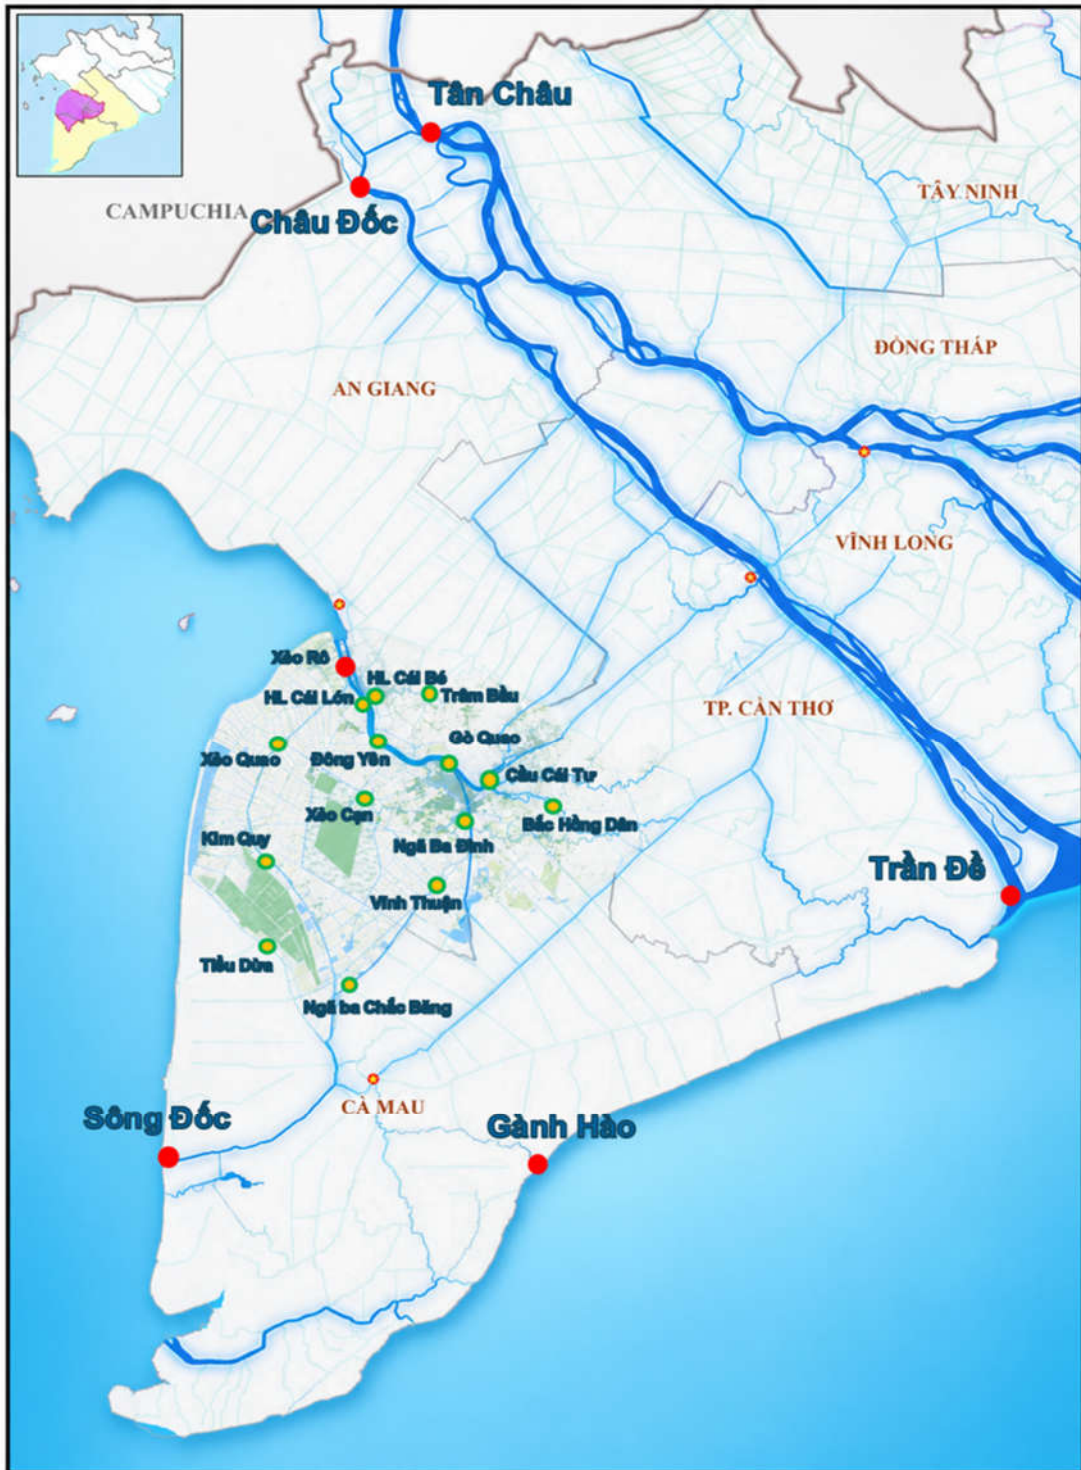 Tân Châu
TÂY NINH
CAMPUCHIA
Châu Đốc
ĐỒNG THÁP
AN GIANG
VĨNH LONG
Xẻo Rô
HL Cái Bé
Trâm Bầu
HL Cái Lớn
TP. CẦN THƠ
Gò Quao
Xẻo Quao
Đông Yên
Cầu Cái Tư
Xẻo Cạn
Bắc Hồng Dân
Kim Quy
Ngã Ba Đình
Trần Đề
Vĩnh Thuận
Tiểu Dừa
Ngã ba Chắc Băng
CÀ MAU
Sông Đốc
Gành Hào